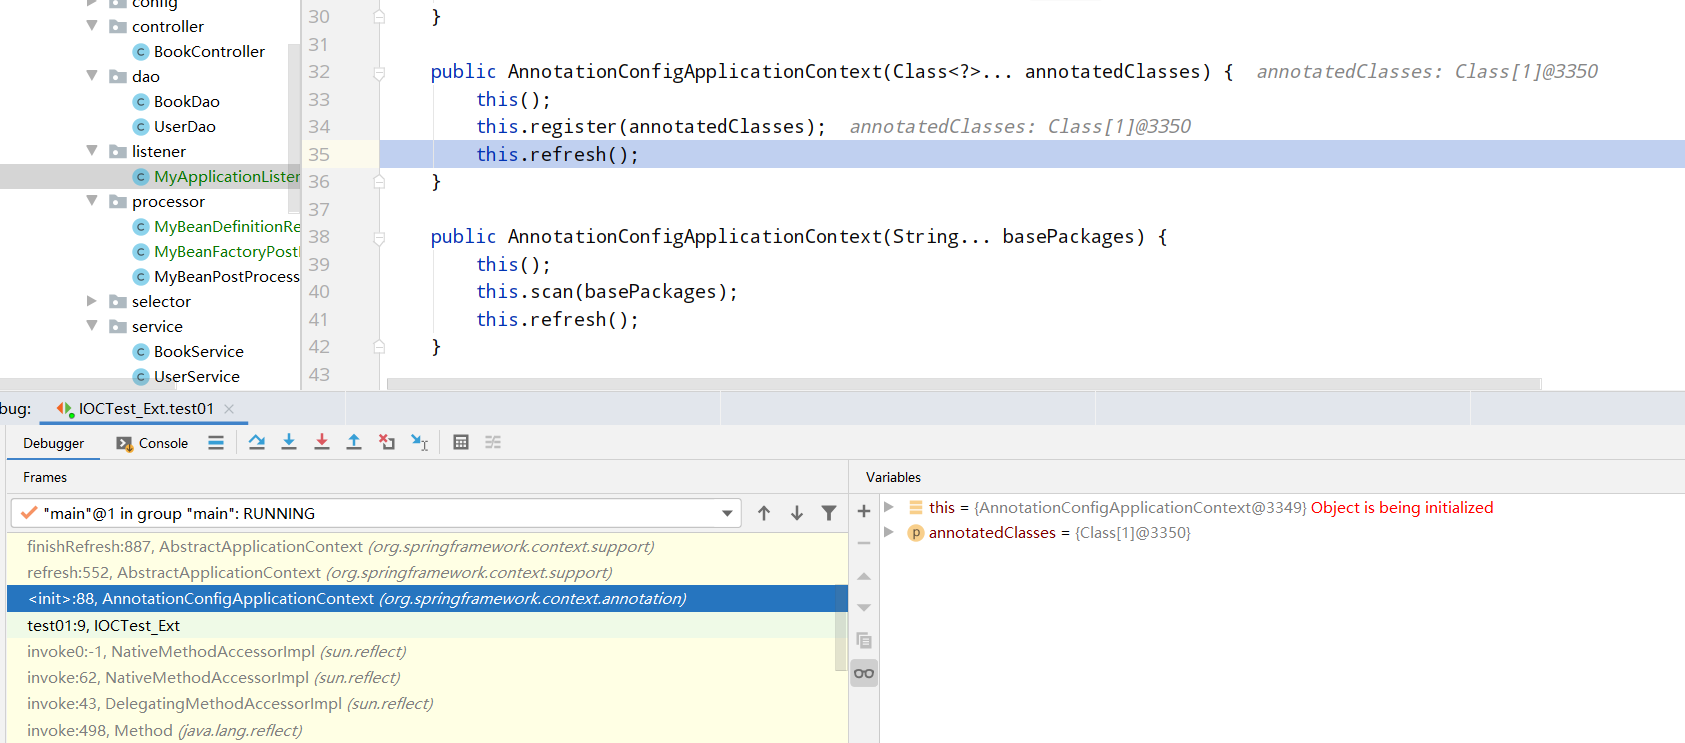 config
controller
BookController
dao
BookDao
UserDao
listener
MyApplicationLister
processor
MyBeanDefinitionRe
MyBeanFactoryPost
MyBeanPostProcess
selector
service
BookService
UserService
30 }
31
32 public AnnotationConfigApplicationContext(Class<?>... annotatedClasses) { annotatedClasses: Class[1]@3350
33 this();
34 this.register(annotatedClasses); annotatedClasses: Class[1]@3350
35 this.refresh();
36 }
37
38 public AnnotationConfigApplicationContext(String... basePackages) {
39 this();
40 this.scan(basePackages);
41 this.refresh();
42 }
43
bug: IOCTest_Ext.test01
Debugger Console
Frames
"main"@1 in group "main": RUNNING
finishRefresh:887, AbstractApplicationContext (org.springframework.context.support)
refresh:552, AbstractApplicationContext (org.springframework.context.support)
<init>:88, AnnotationConfigApplicationContext (org.springframework.context.annotation)
test01:9, IOCTest_Ext
invoke0:-1, NativeMethodAccessorImpl (sun.reflect)
invoke:62, NativeMethodAccessorImpl (sun.reflect)
invoke:43, DelegatingMethodAccessorImpl (sun.reflect)
invoke:498, Method (java.lang.reflect)
Variables
this = {AnnotationConfigApplicationContext@3349} Object is being initialized
annotatedClasses = {Class[1]@3350}